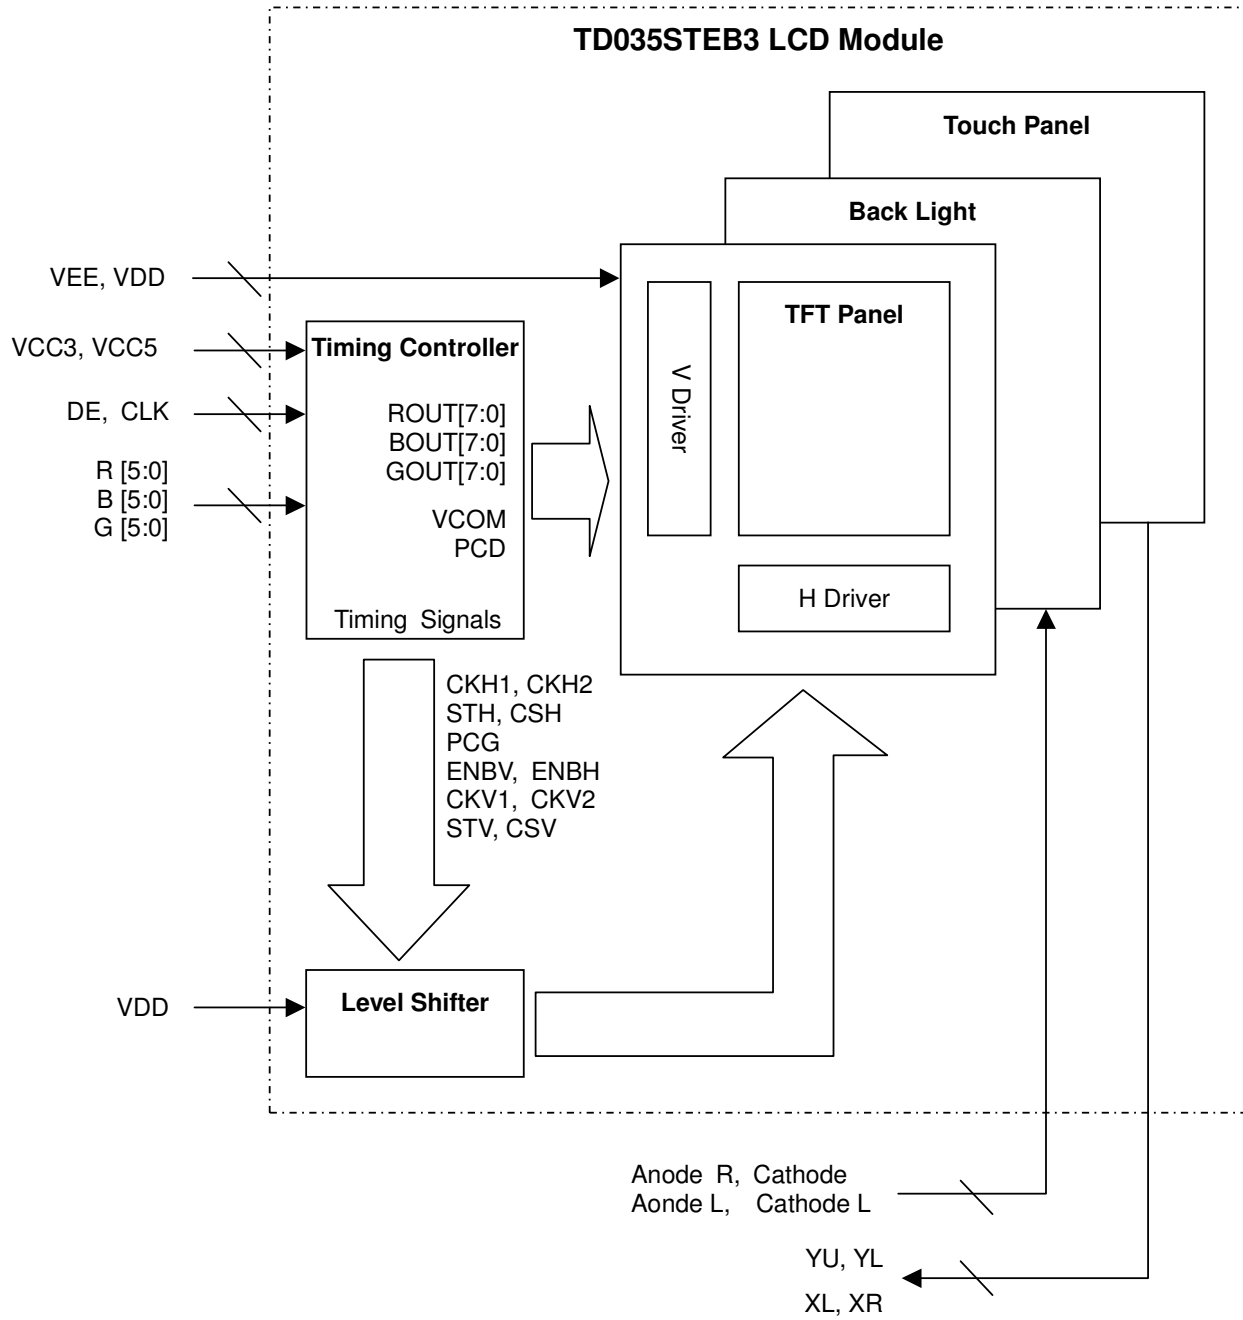 TD035STEB3 LCD Module
Touch Panel
Back Light
VEE, VDD
TFT Panel
V Driver
H Driver
VCC3, VCC5
Timing Controller
DE, CLK
ROUT[7:0]
BOUT[7:0]
GOUT[7:0]
R [5:0]
B [5:0]
G [5:0]
VCOM
PCD
Timing Signals
CKH1, CKH2
STH, CSH
PCG
ENBV, ENBH
CKV1, CKV2
STV, CSV
VDD
Level Shifter
Anode R, Cathode
Aonde L, Cathode L
YU, YL
XL, XR